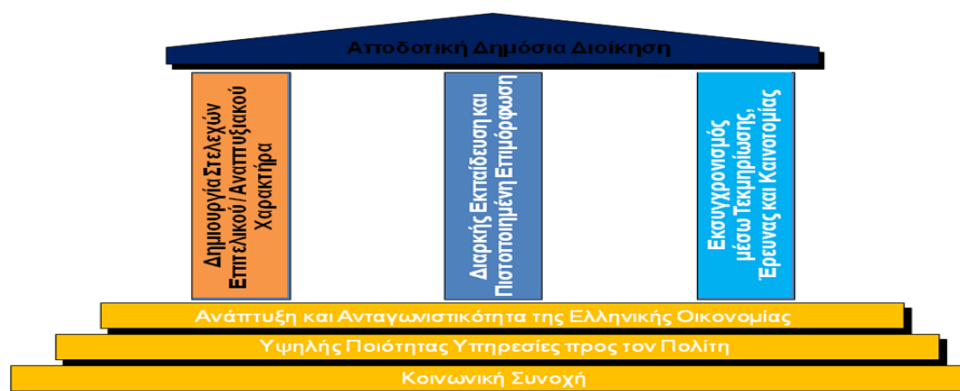 Αποδοτική Δημόσια Διοίκηση
Δημιουργία Στελεχών
Επιτελικού / Αναπτυξιακού
Χαρακτήρα
Διαρκής Εκπαίδευση και
Πιστοποιημένη Επιμόρφωση
Εκσυγχρονισμός
μέσω Τεκμηρίωσης,
Έρευνας και Καινοτομίας
Ανάπτυξη και Ανταγωνιστικότητα της Ελληνικής Οικονομίας
Υψηλής Ποιότητας Υπηρεσίες προς τον Πολίτη
Κοινωνική Συνοχή